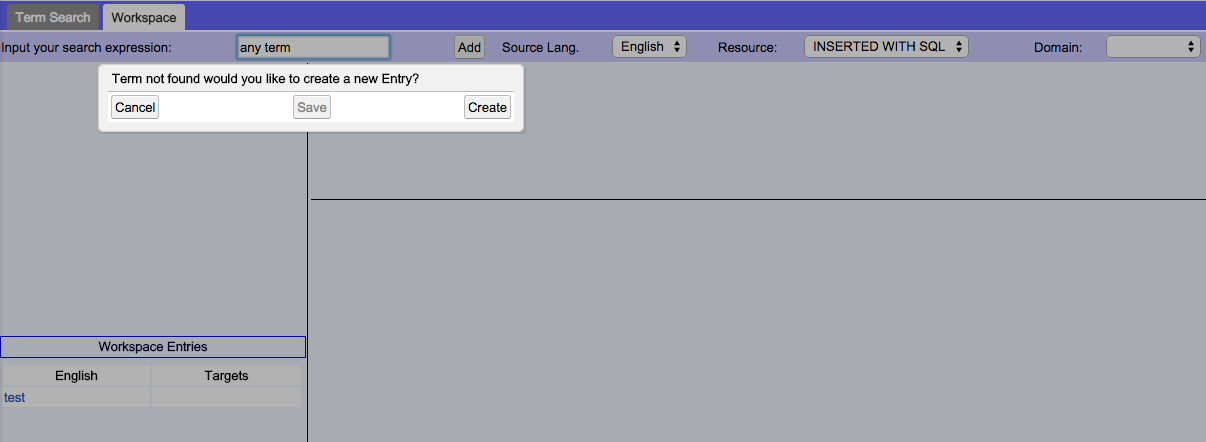 Term Search Workspace
Input your search expression: any term Add Source Lang. English Resource: INSERTED WITH SQL Domain:
Term not found would you like to create a new Entry?
Cancel Save Create
Workspace Entries
English Targets
test